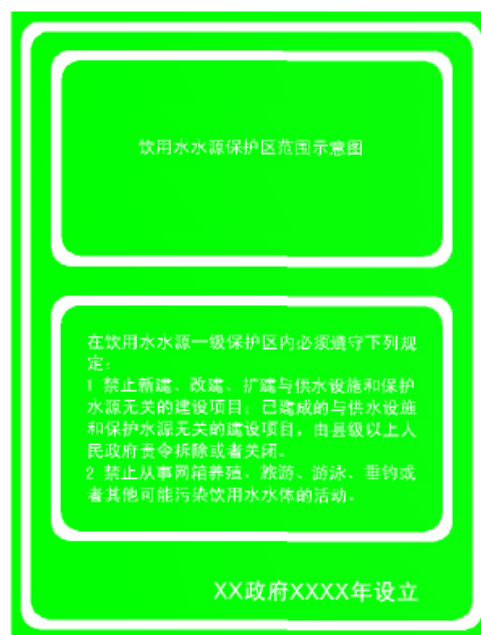 饮用水水源保护区范围示意图
在饮用水水源一级保护区内必须遵守下列规
定：
1 禁止新建、改建、扩建与供水设施和保护
水源无关的建设项目；已建成的与供水设施
和保护水源无关的建设项目，由县级以上人
民政府责令拆除或者关闭。
2 禁止从事网箱养殖、旅游、游泳、垂钓或
者其他可能污染饮用水水体的活动。
XX政府XXXX年设立